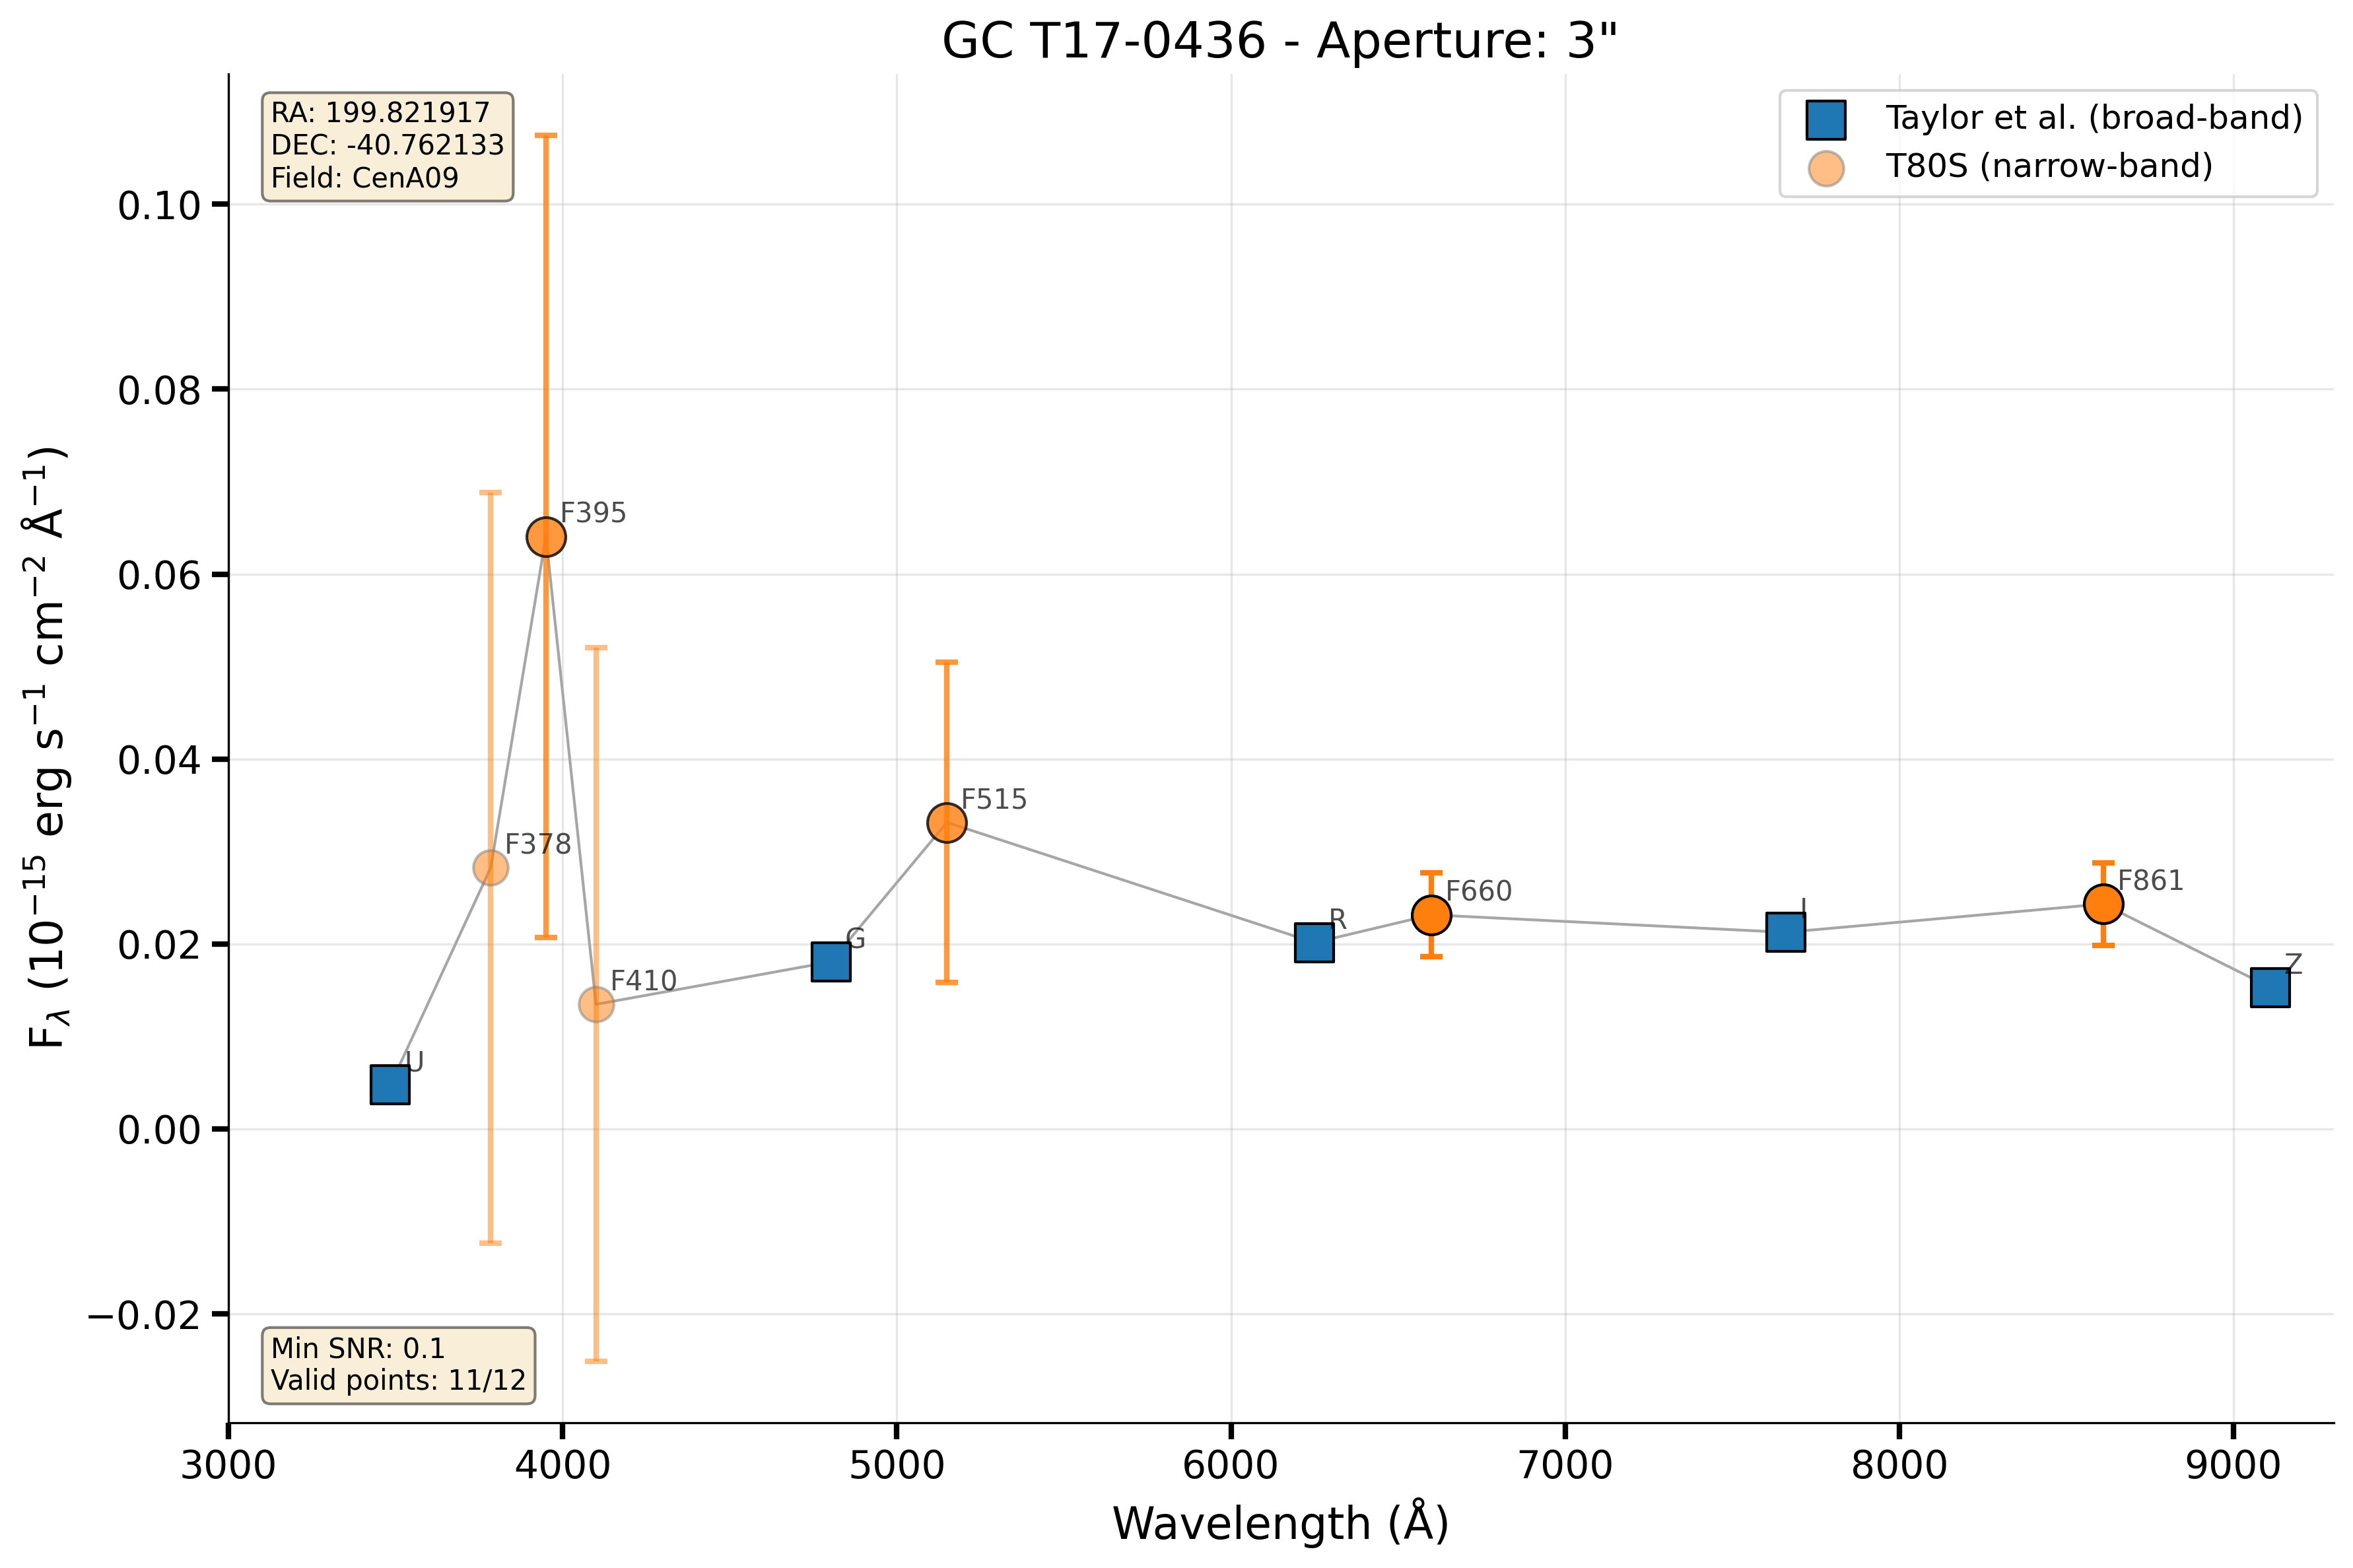 GC T17-0436 - Aperture: 3"
RA: 199.821917
DEC: -40.762133
Field: CenA09
Taylor et al. (broad-band)
T80S (narrow-band)
F_λ (10⁻¹⁵ erg s⁻¹ cm⁻² Å⁻¹)
0.10
0.08
0.06
0.04
0.02
0.00
−0.02
U
F378
F395
F410
G
F515
R
F660
I
F861
Z
Min SNR: 0.1
Valid points: 11/12
3000 4000 5000 6000 7000 8000 9000
Wavelength (Å)